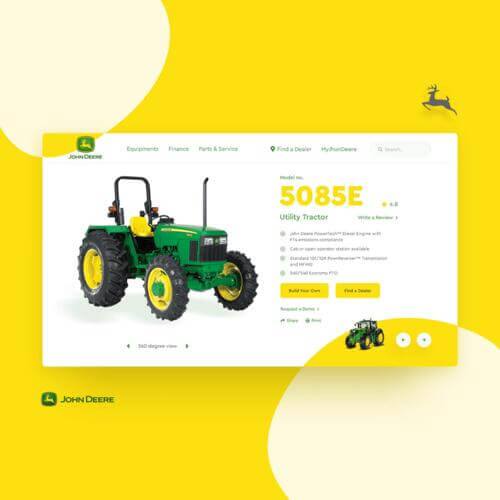 JOHN DEERE
Equipments Finance Parts & Service Find a Dealer MyJhonDeere Search...
Model no.
5085E
4.8
Utility Tractor Write a Review
John Deere PowerTech™ Diesel Engine with
FT4 emissions compliance
Cab or open operator station available
Standard 12F/12R PowrReverser™ Transmission
and MFWD
540/540 Economy PTO
Build Your Own Find a Dealer
Request a Demo
Share Print
360 degree view
JOHN DEERE